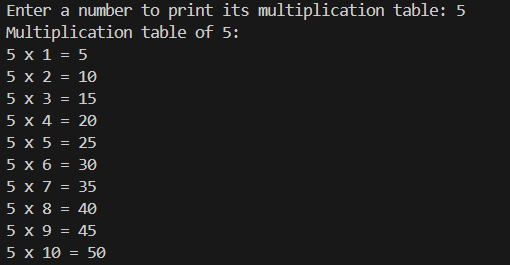 Enter a number to print its multiplication table: 5
Multiplication table of 5:
5 x 1 = 5
5 x 2 = 10
5 x 3 = 15
5 x 4 = 20
5 x 5 = 25
5 x 6 = 30
5 x 7 = 35
5 x 8 = 40
5 x 9 = 45
5 x 10 = 50